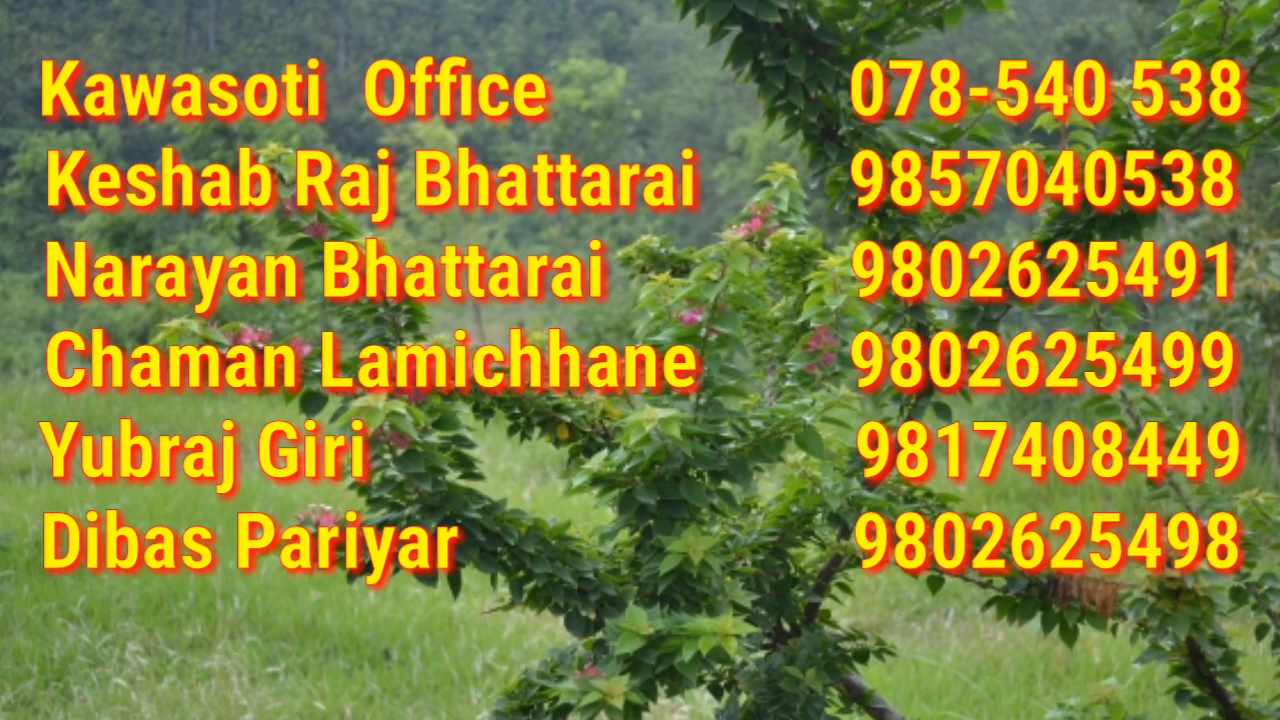 Kawasoti Office 078-540 538
Keshab Raj Bhattarai 9857040538
Narayan Bhattarai 9802625491
Chaman Lamichhane 9802625499
Yubraj Giri 9817408449
Dibas Pariyar 9802625498